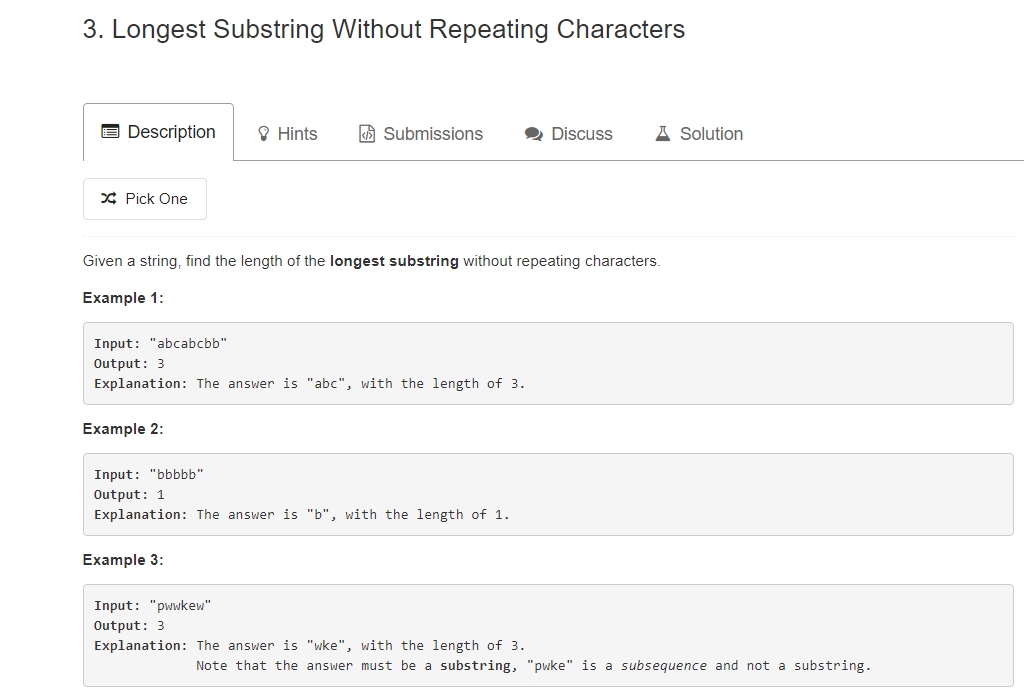 3. Longest Substring Without Repeating Characters
Description Hints Submissions Discuss Solution
Pick One
Given a string, find the length of the longest substring without repeating characters.
Example 1:
Input: "abcabcbb"
Output: 3
Explanation: The answer is "abc", with the length of 3.
Example 2:
Input: "bbbbb"
Output: 1
Explanation: The answer is "b", with the length of 1.
Example 3:
Input: "pwwkew"
Output: 3
Explanation: The answer is "wke", with the length of 3.
Note that the answer must be a substring, "pwke" is a subsequence and not a substring.